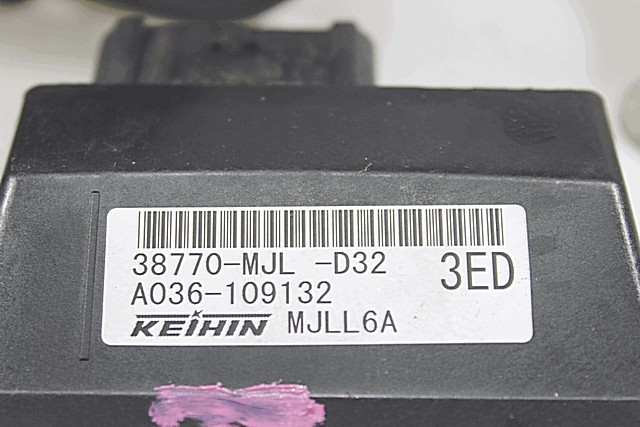 38770-MJL -D32
3ED
A036-109132
KEIHIN MJLL6A